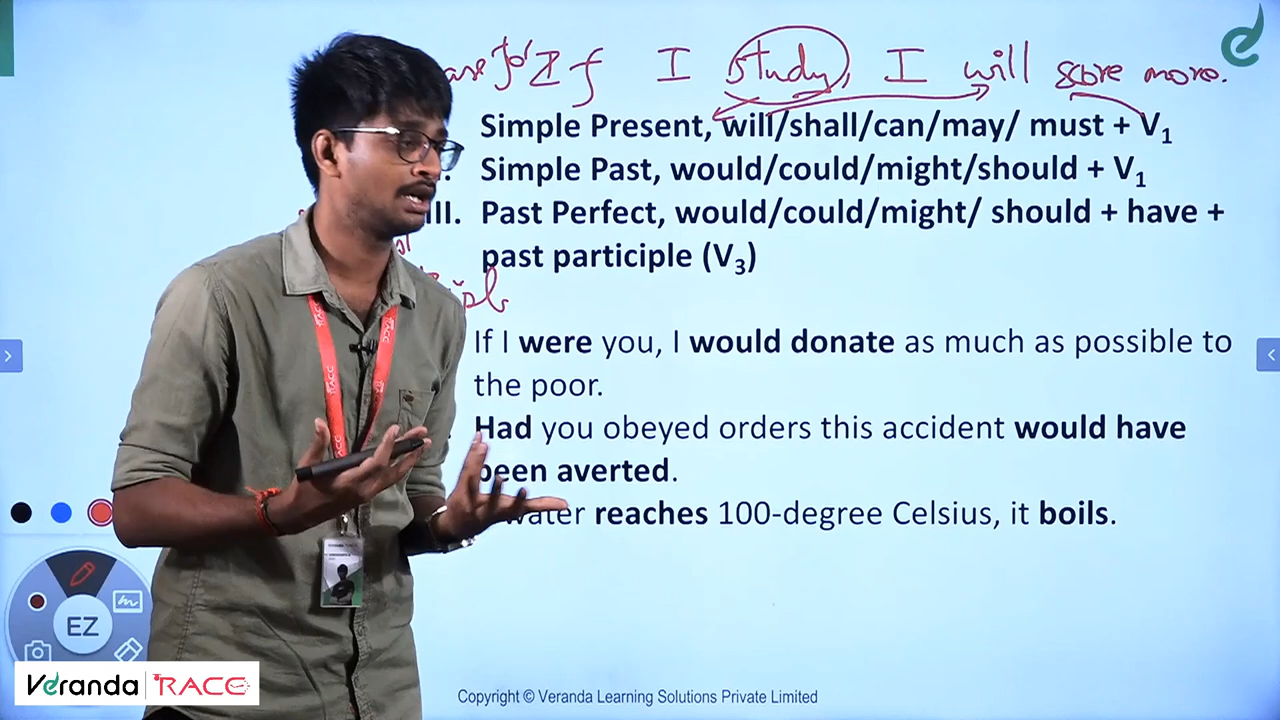 If I study, I will score more.
Simple Present, will/shall/can/may/ must + V1
Simple Past, would/could/might/should + V1
III. Past Perfect, would/could/might/ should + have +
past participle (V3)
If I were you, I would donate as much as possible to
the poor.
Had you obeyed orders this accident would have
been averted.
water reaches 100-degree Celsius, it boils.
EZ
Veranda RACE
RACE
Copyright © Veranda Learning Solutions Private Limited